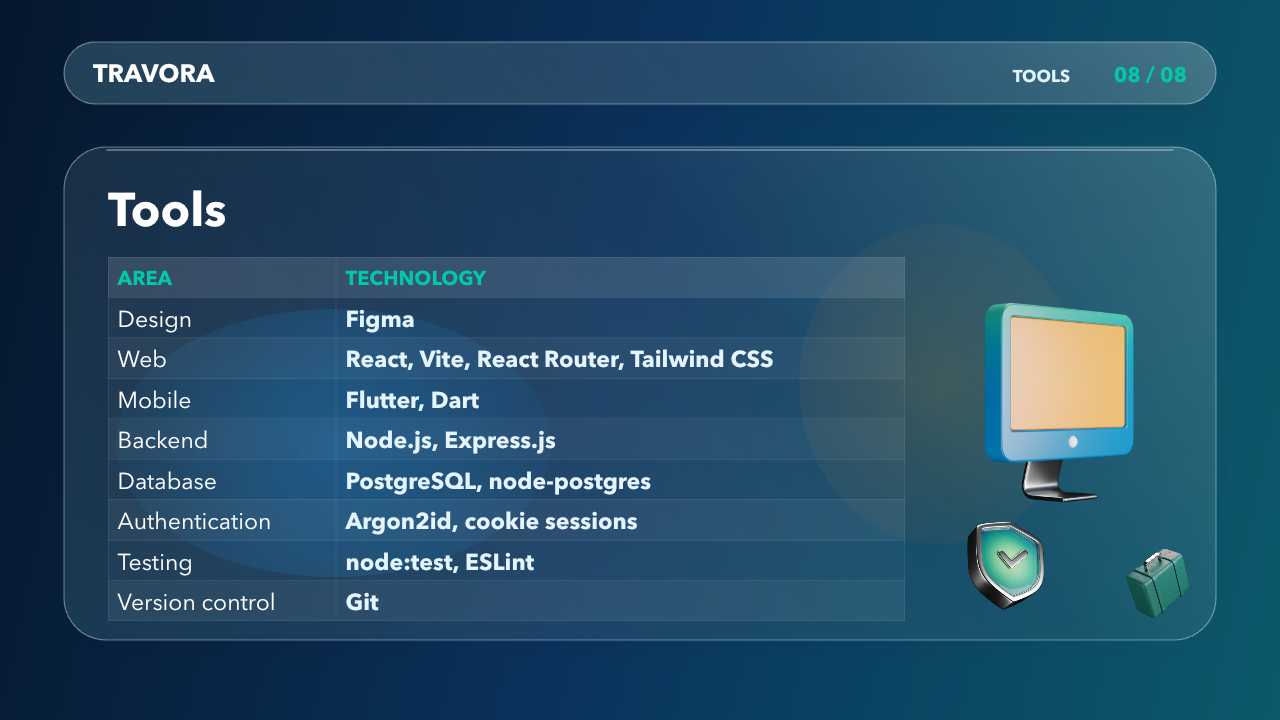 TRAVORA
TOOLS 08 / 08
Tools
AREA TECHNOLOGY
Design Figma
Web React, Vite, React Router, Tailwind CSS
Mobile Flutter, Dart
Backend Node.js, Express.js
Database PostgreSQL, node-postgres
Authentication Argon2id, cookie sessions
Testing node:test, ESLint
Version control Git